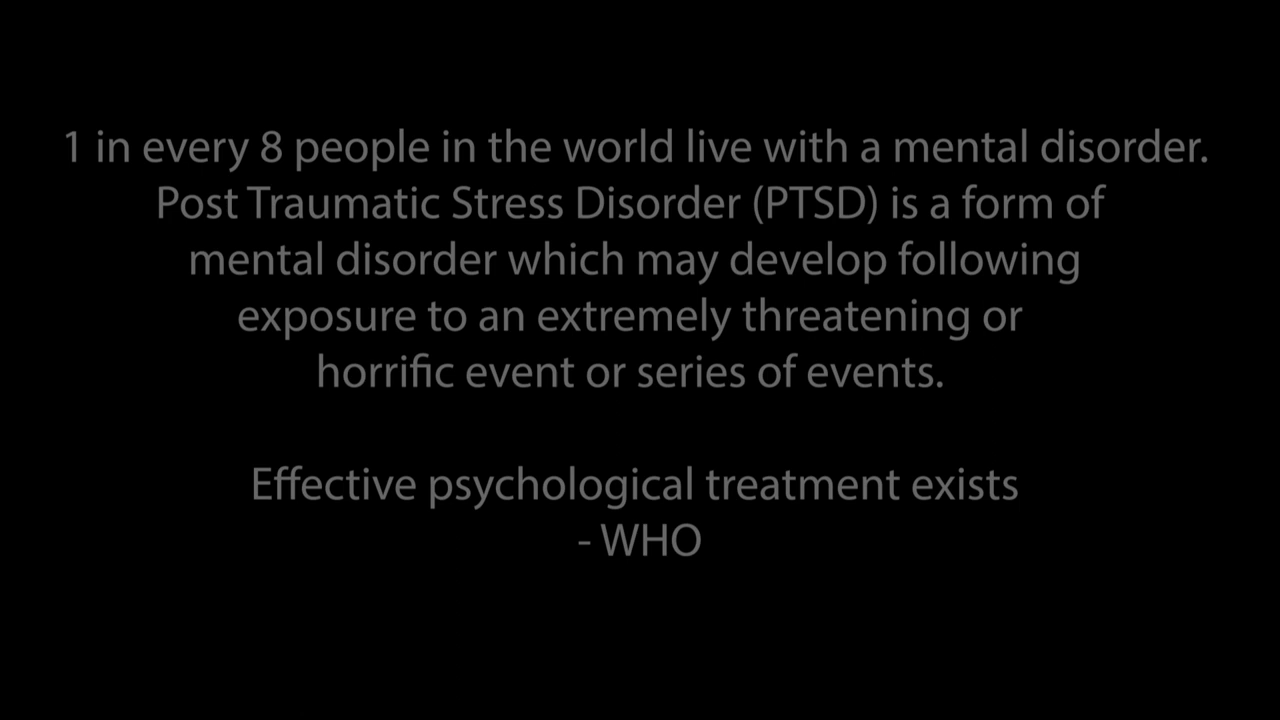 1 in every 8 people in the world live with a mental disorder.
Post Traumatic Stress Disorder (PTSD) is a form of
mental disorder which may develop following
exposure to an extremely threatening or
horrific event or series of events.
Effective psychological treatment exists
- WHO